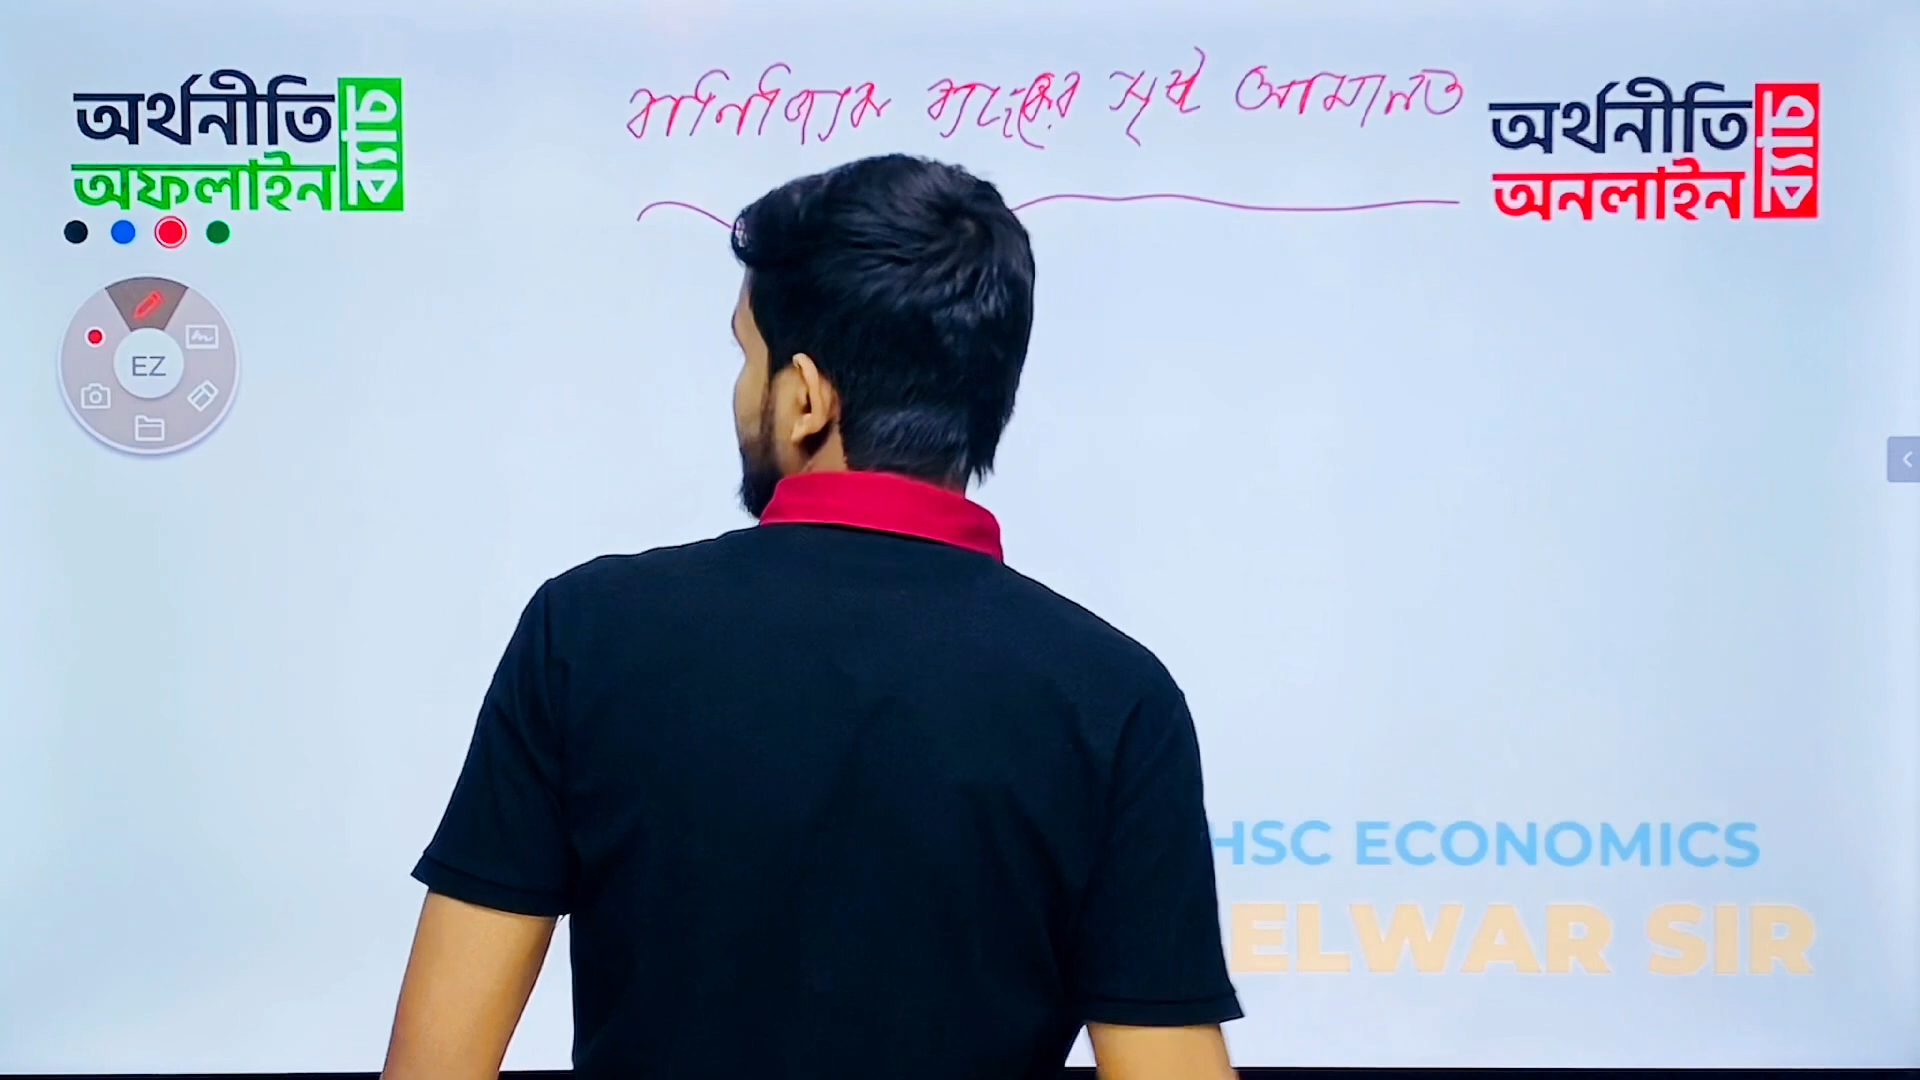 বাণিজ্যিক ব্যাংকের সৃষ্ট আমানত
অর্থনীতি
অফলাইন
ব্যাচ
অর্থনীতি
অনলাইন
ব্যাচ
EZ
HSC ECONOMICS
ELWAR SIR